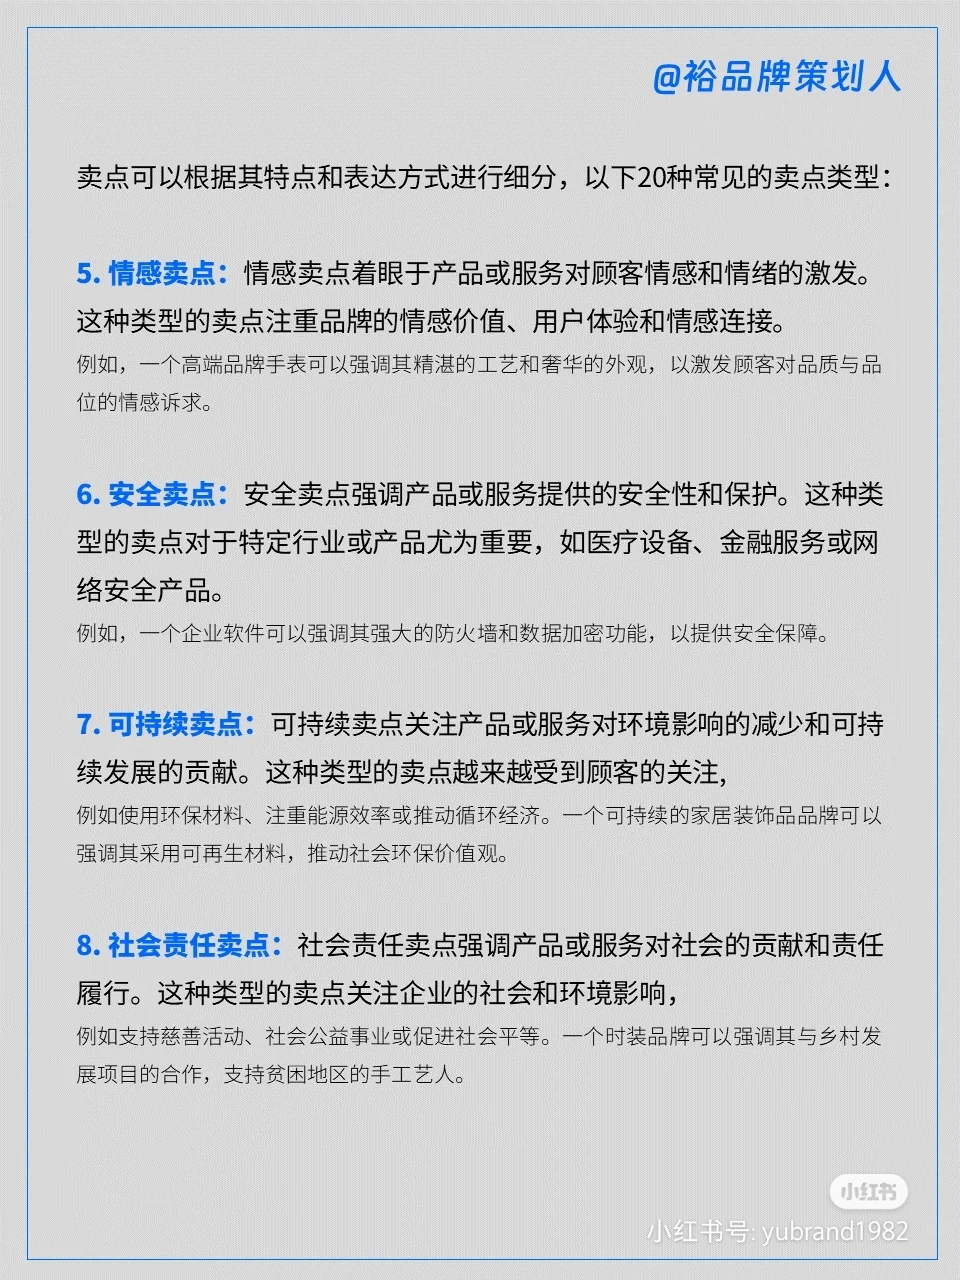 @裕品牌策划人
卖点可以根据其特点和表达方式进行细分，以下20种常见的卖点类型：
5. 情感卖点：情感卖点着眼于产品或服务对顾客情感和情绪的激发。
这种类型的卖点注重品牌的情感价值、用户体验和情感连接。
例如，一个高端品牌手表可以强调其精湛的工艺和奢华的外观，以激发顾客对品质与品
位的情感诉求。
6. 安全卖点：安全卖点强调产品或服务提供的安全性和保护。这种类
型的卖点对于特定行业或产品尤为重要，如医疗设备、金融服务或网
络安全产品。
例如，一个企业软件可以强调其强大的防火墙和数据加密功能，以提供安全保障。
7. 可持续卖点：可持续卖点关注产品或服务对环境影响的减少和可持
续发展的贡献。这种类型的卖点越来越受到顾客的关注,
例如使用环保材料、注重能源效率或推动循环经济。一个可持续的家居装饰品品牌可以
强调其采用可再生材料，推动社会环保价值观。
8. 社会责任卖点：社会责任卖点强调产品或服务对社会的贡献和责任
履行。这种类型的卖点关注企业的社会和环境影响，
例如支持慈善活动、社会公益事业或促进社会平等。一个时装品牌可以强调其与乡村发
展项目的合作，支持贫困地区的手工艺人。
小红书
小红书号: yubrand1982